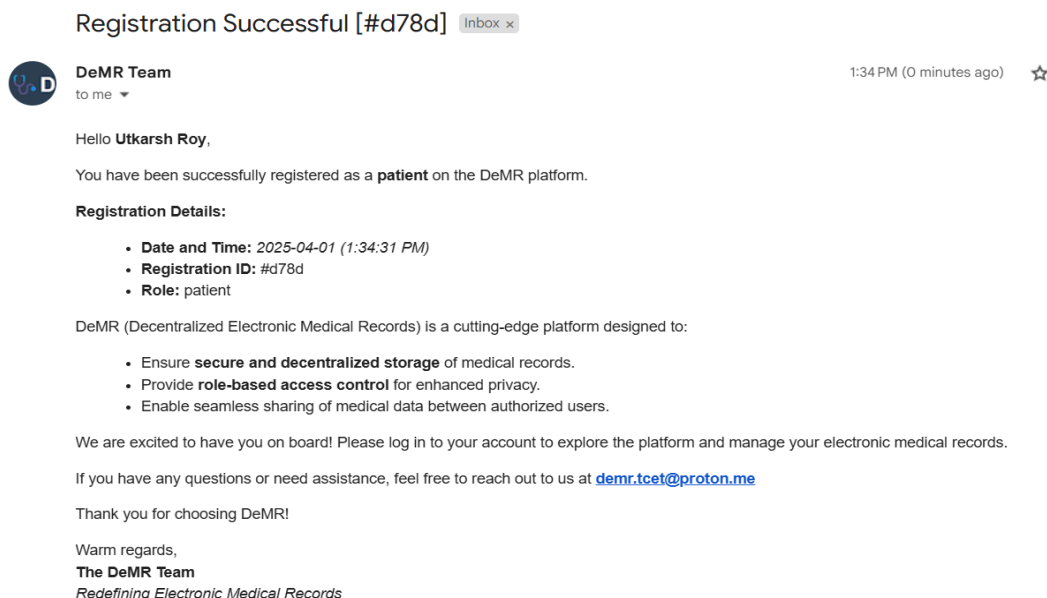 Registration Successful [#d78d] Inbox x
D
DeMR Team 1:34 PM (0 minutes ago)
to me
Hello Utkarsh Roy,
You have been successfully registered as a patient on the DeMR platform.
Registration Details:
• Date and Time: 2025-04-01 (1:34:31 PM)
• Registration ID: #d78d
• Role: patient
DeMR (Decentralized Electronic Medical Records) is a cutting-edge platform designed to:
• Ensure secure and decentralized storage of medical records.
• Provide role-based access control for enhanced privacy.
• Enable seamless sharing of medical data between authorized users.
We are excited to have you on board! Please log in to your account to explore the platform and manage your electronic medical records.
If you have any questions or need assistance, feel free to reach out to us at demr.tcet@proton.me
Thank you for choosing DeMR!
Warm regards,
The DeMR Team
Redefining Electronic Medical Records